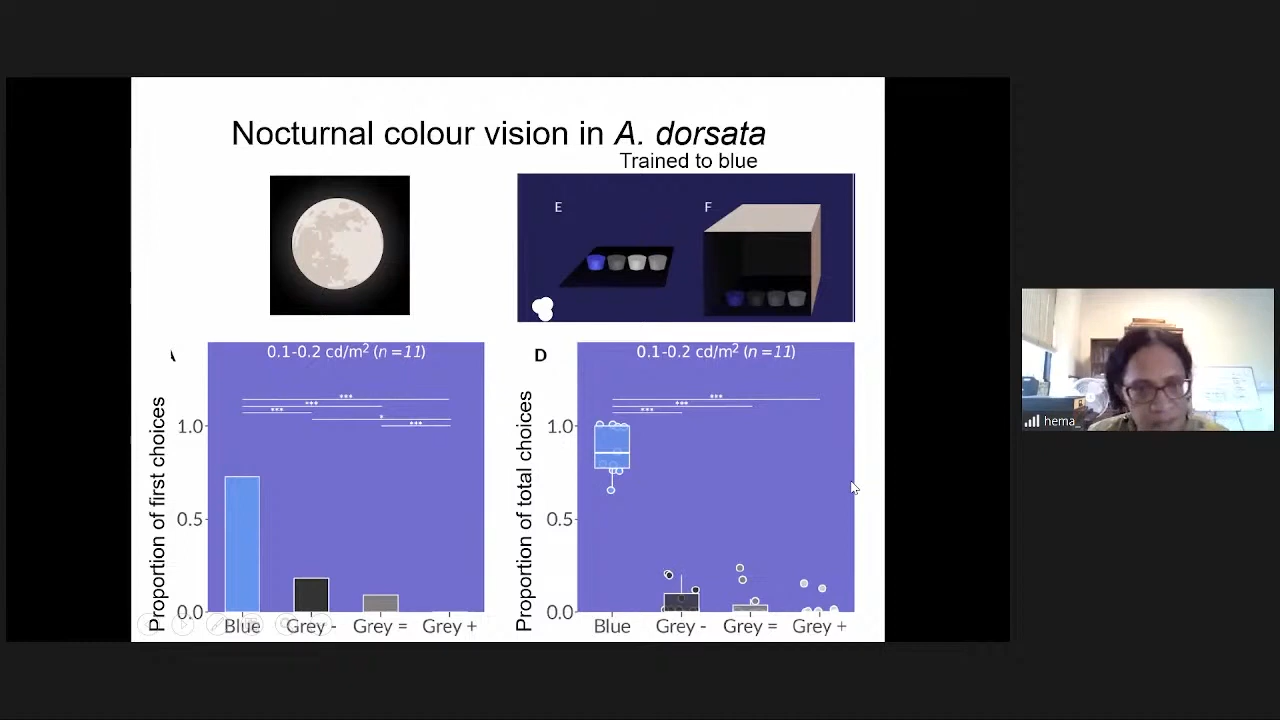 Nocturnal colour vision in A. dorsata
Trained to blue
E
F
A
0.1-0.2 cd/m² (n =11)
***
***
***
*
***
Proportion of first choices
1.0
0.5
0.0
Blue
Grey -
Grey =
Grey +
D
0.1-0.2 cd/m² (n =11)
***
***
***
Proportion of total choices
1.0
0.5
0.0
Blue
Grey -
Grey =
Grey +
hema_